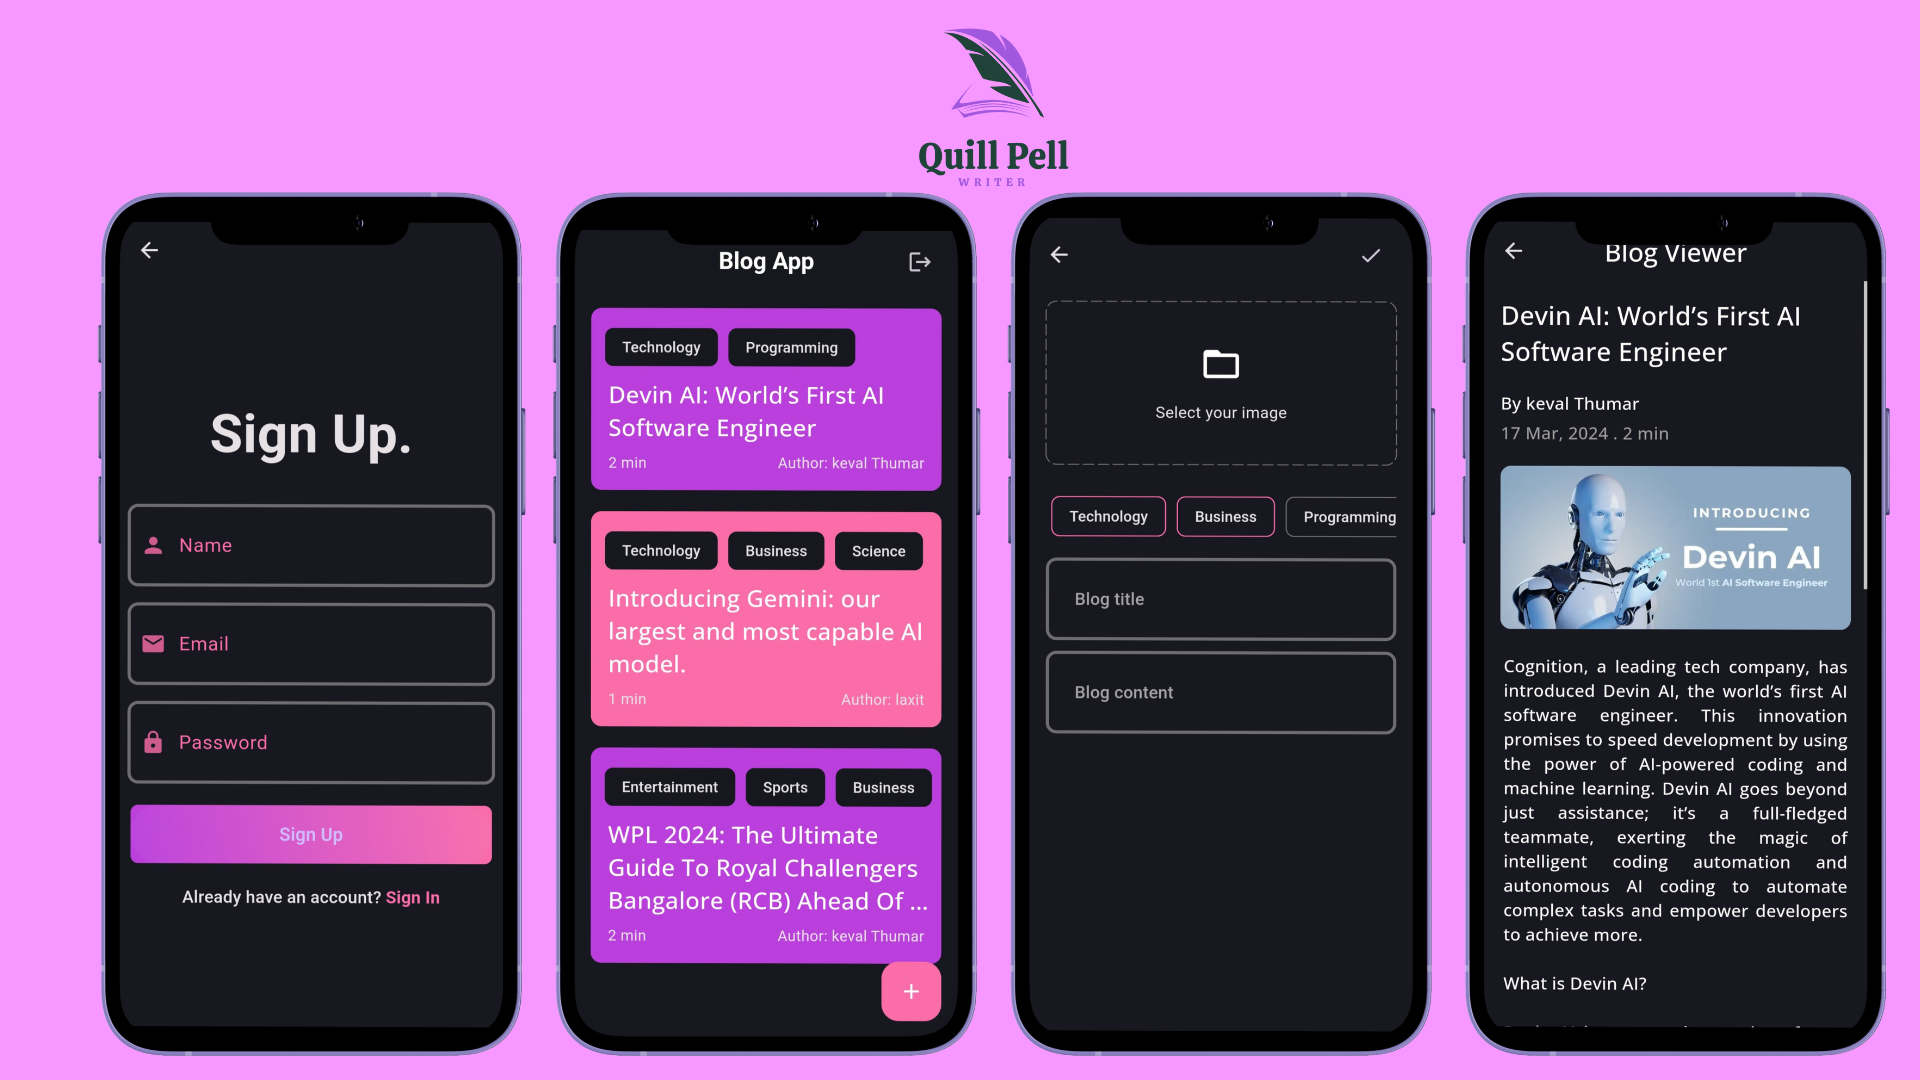 Quill Pell
WRITER
Sign Up.
Name
Email
Password
Sign Up
Already have an account? Sign In
Blog App
Technology
Programming
Devin AI: World’s First AI
Software Engineer
2 min
Author: keval Thumar
Technology
Business
Science
Introducing Gemini: our
largest and most capable AI
model.
1 min
Author: laxit
Entertainment
Sports
Business
WPL 2024: The Ultimate
Guide To Royal Challengers
Bangalore (RCB) Ahead Of ...
2 min
Author: keval Thumar
+
Select your image
Technology
Business
Programming
Blog title
Blog content
Blog Viewer
Devin AI: World’s First AI
Software Engineer
By keval Thumar
17 Mar, 2024 . 2 min
INTRODUCING
Devin AI
World 1st AI Software Engineer
Cognition, a leading tech company, has
introduced Devin AI, the world’s first AI
software engineer. This innovation
promises to speed development by using
the power of AI-powered coding and
machine learning. Devin AI goes beyond
just assistance; it’s a full-fledged
teammate, exerting the magic of
intelligent coding automation and
autonomous AI coding to automate
complex tasks and empower developers
to achieve more.
What is Devin AI?